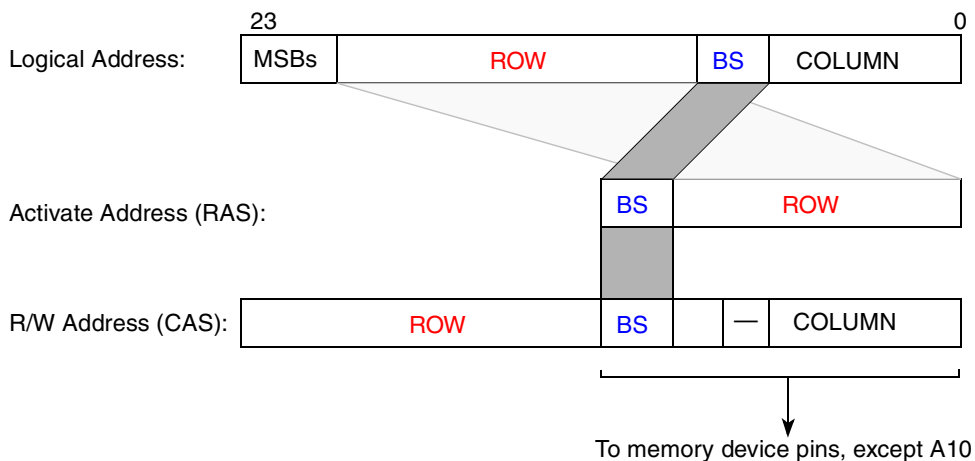 23 0
Logical Address: MSBs ROW BS COLUMN
Activate Address (RAS): BS ROW
R/W Address (CAS): ROW BS — COLUMN
To memory device pins, except A10